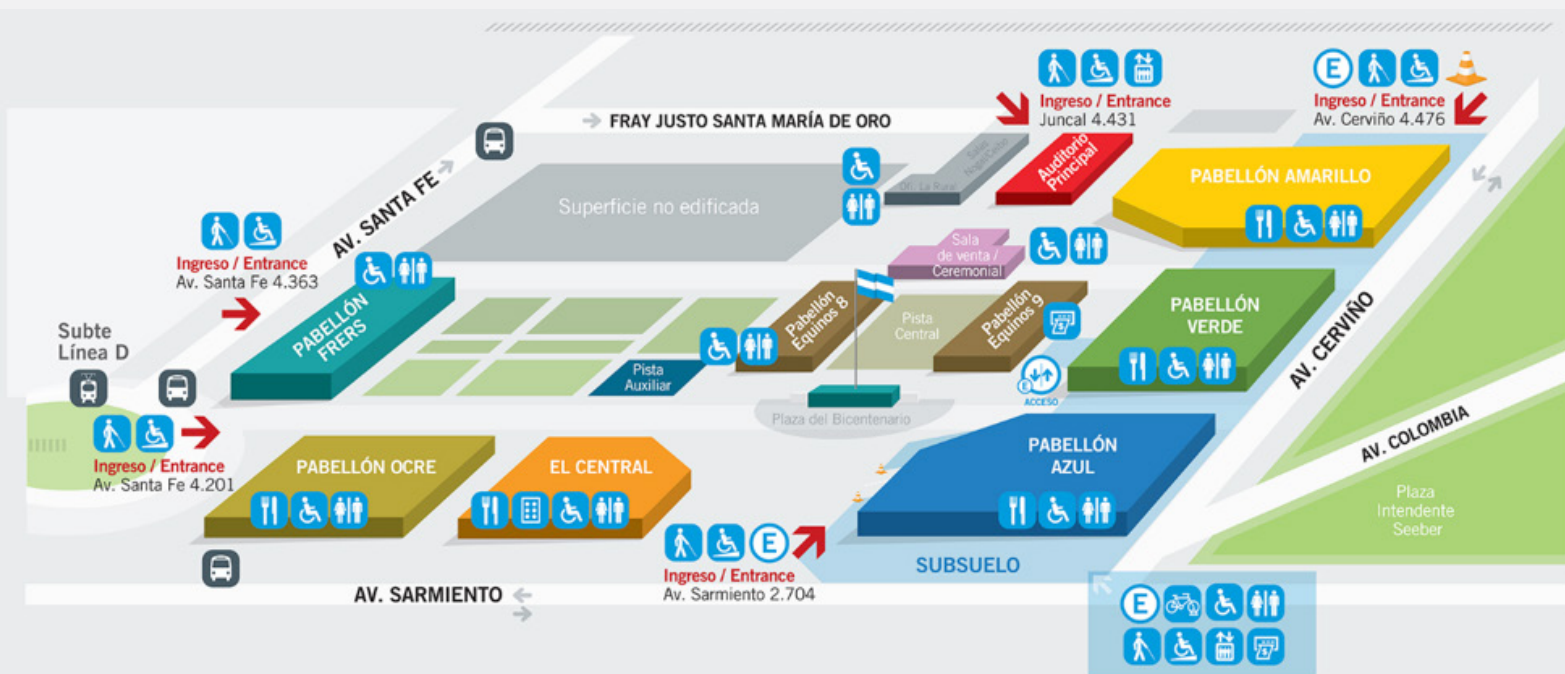 Ingreso / Entrance
Juncal 4.431
E
Ingreso / Entrance
Av. Cerviño 4.476
FRAY JUSTO SANTA MARÍA DE ORO
AV. SANTA FE
Superficie no edificada
Of. La Rural
Auditorio
Principal
PABELLÓN AMARILLO
Ingreso / Entrance
Av. Santa Fe 4.363
Sala
de venta /
Ceremonial
PABELLÓN
FRERS
Pabellón
Equinos 8
Pista
Central
Pabellón
Equinos 9
PABELLÓN
VERDE
Subte
Línea D
Pista
Auxiliar
E
ACCESO
AV. CERVIÑO
Plaza del Bicentenario
Ingreso / Entrance
Av. Santa Fe 4.201
PABELLÓN OCRE
EL CENTRAL
PABELLÓN
AZUL
AV. COLOMBIA
Plaza
Intendente
Seeber
E
Ingreso / Entrance
Av. Sarmiento 2.704
SUBSUELO
AV. SARMIENTO
E